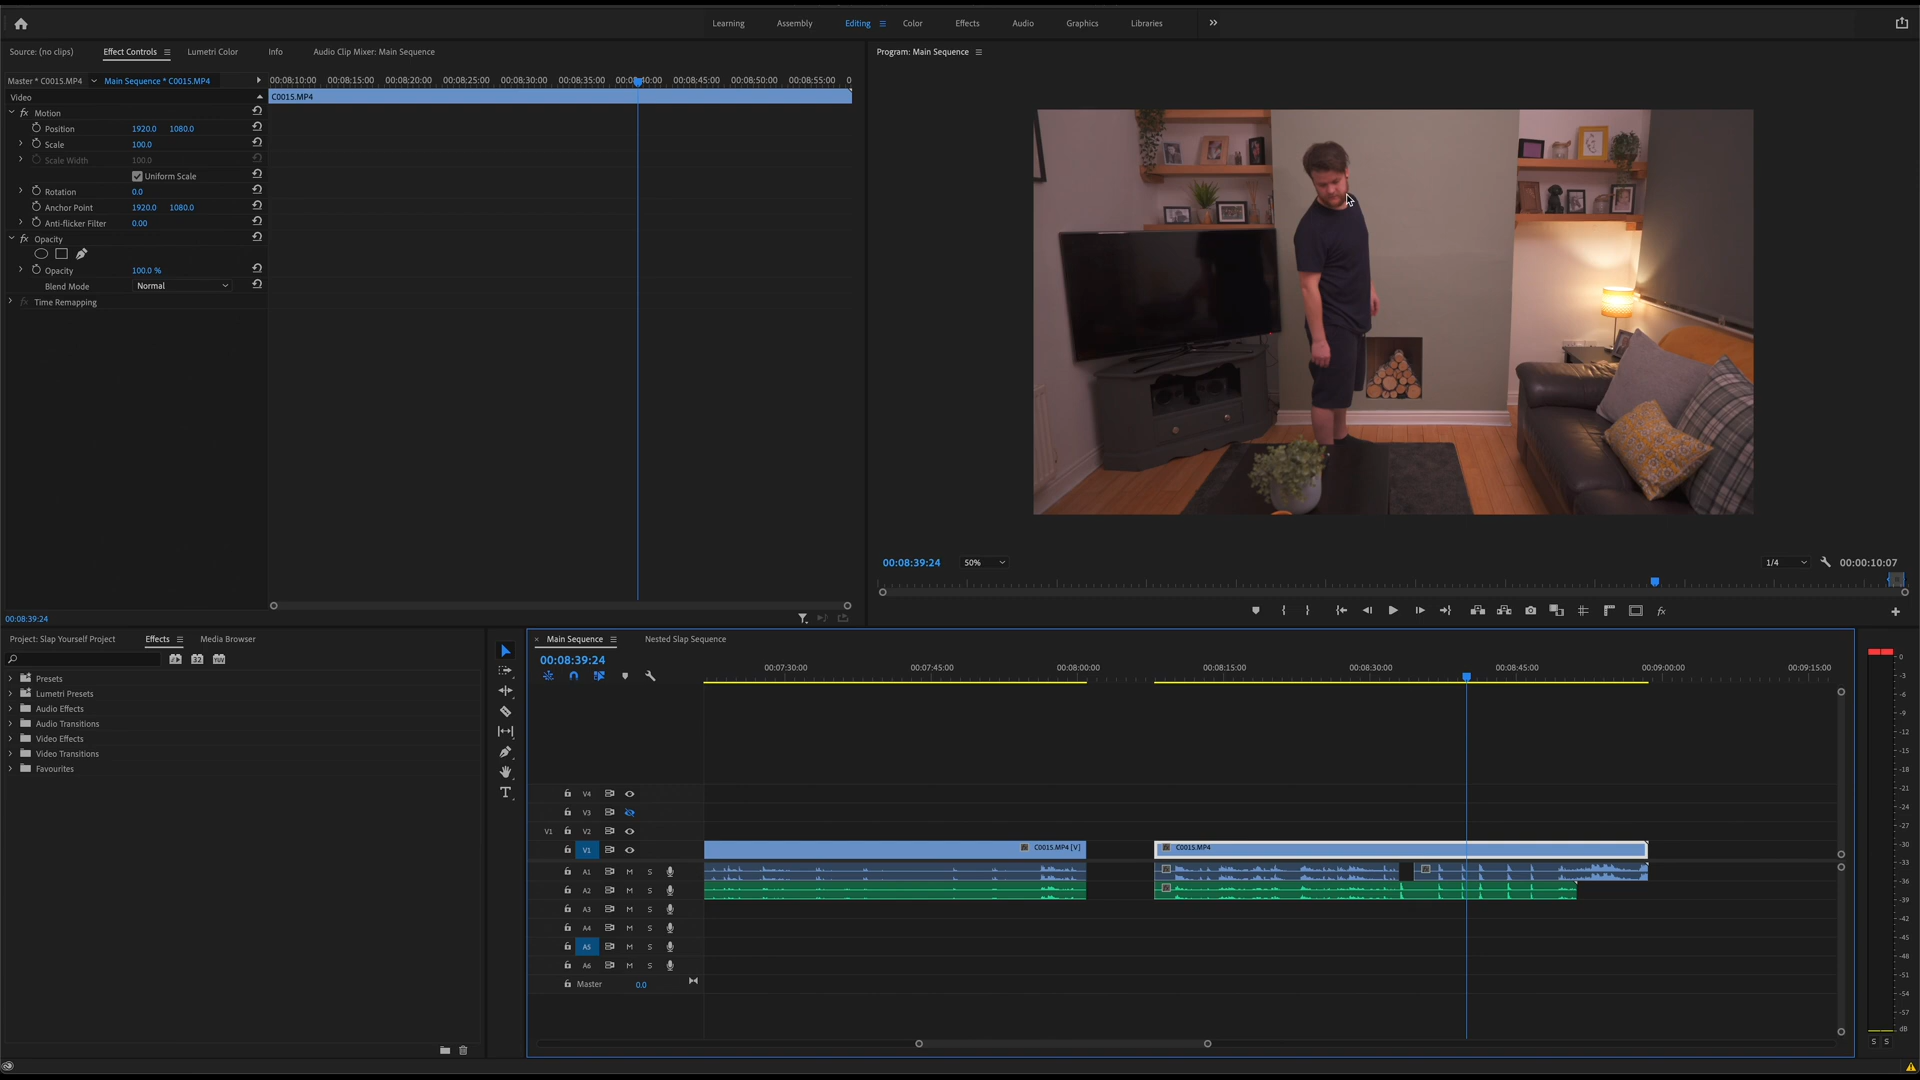 Learning
Assembly
Editing
Color
Effects
Audio
Graphics
Libraries
Source: (no clips)
Effect Controls
Lumetri Color
Info
Audio Clip Mixer: Main Sequence
Program: Main Sequence
Master * C0015.MP4
Main Sequence * C0015.MP4
00:08:10:00
00:08:15:00
00:08:20:00
00:08:25:00
00:08:30:00
00:08:35:00
00:08:40:00
00:08:45:00
00:08:50:00
00:08:55:00
0
Video
C0015.MP4
fx Motion
Position 1920.0 1080.0
Scale 100.0
Scale Width 100.0
Uniform Scale
Rotation 0.0
Anchor Point 1920.0 1080.0
Anti-flicker Filter 0.00
fx Opacity
Opacity 100.0 %
Blend Mode Normal
fx Time Remapping
00:08:39:24
50%
1/4
00:00:10:07
fx
00:08:39:24
Project: Slap Yourself Project
Effects
Media Browser
32
YUV
Presets
Lumetri Presets
Audio Effects
Audio Transitions
Video Effects
Video Transitions
Favourites
× Main Sequence
Nested Slap Sequence
00:08:39:24
00:07:30:00
00:07:45:00
00:08:00:00
00:08:15:00
00:08:30:00
00:08:45:00
00:09:00:00
00:09:15:00
T
V4
V3
V1 V2
V1
C0015.MP4 [V]
C0015.MP4
A1 M S
A2 M S
A3 M S
A4 M S
A5 M S
A6 M S
Master 0.0
0
-3
-6
-9
-12
-15
-18
-21
-24
-27
-30
-33
-36
-39
-42
-45
-48
-51
-54
-57
dB
S S